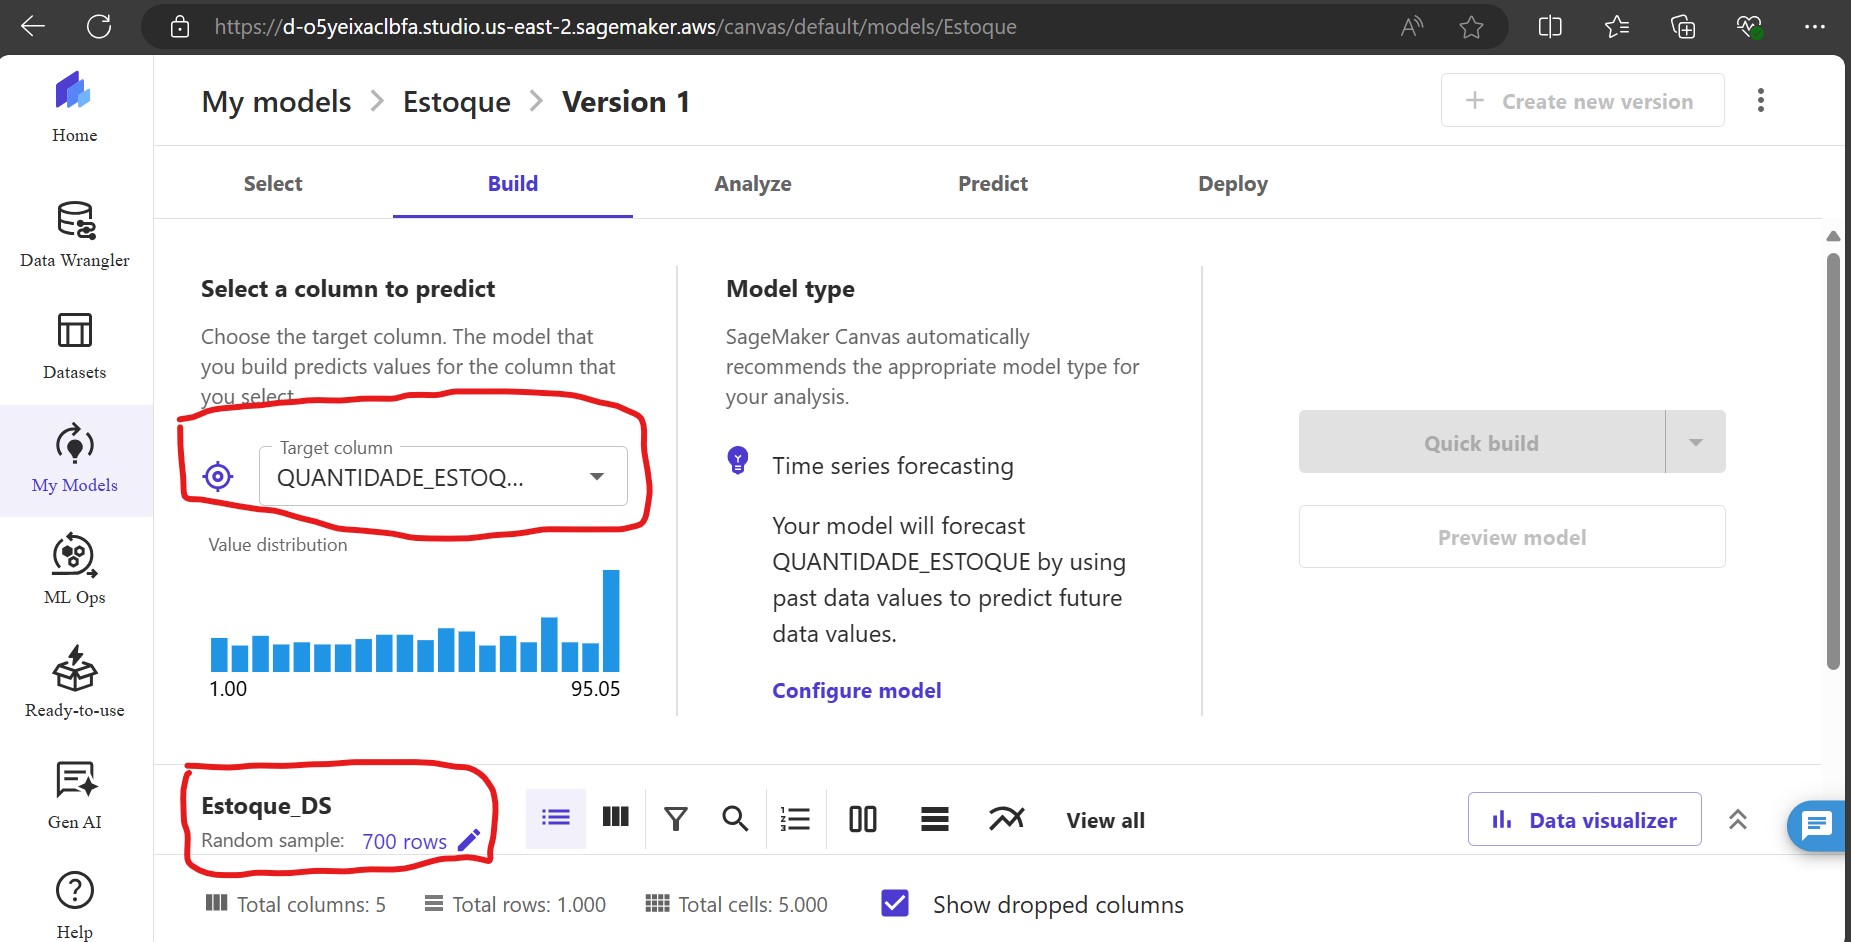 https://d-o5yeixaclbfa.studio.us-east-2.sagemaker.aws/canvas/default/models/Estoque
Home
Data Wrangler
Datasets
My Models
ML Ops
Ready-to-use
Gen AI
Help
My models > Estoque > Version 1
+ Create new version
Select
Build
Analyze
Predict
Deploy
Select a column to predict
Choose the target column. The model that
you build predicts values for the column that
you select.
Target column
QUANTIDADE_ESTOQ...
Value distribution
1.00
95.05
Model type
SageMaker Canvas automatically
recommends the appropriate model type for
your analysis.
Time series forecasting
Your model will forecast
QUANTIDADE_ESTOQUE by using
past data values to predict future
data values.
Configure model
Quick build
Preview model
Estoque_DS
Random sample: 700 rows
View all
Data visualizer
Total columns: 5
Total rows: 1.000
Total cells: 5.000
Show dropped columns